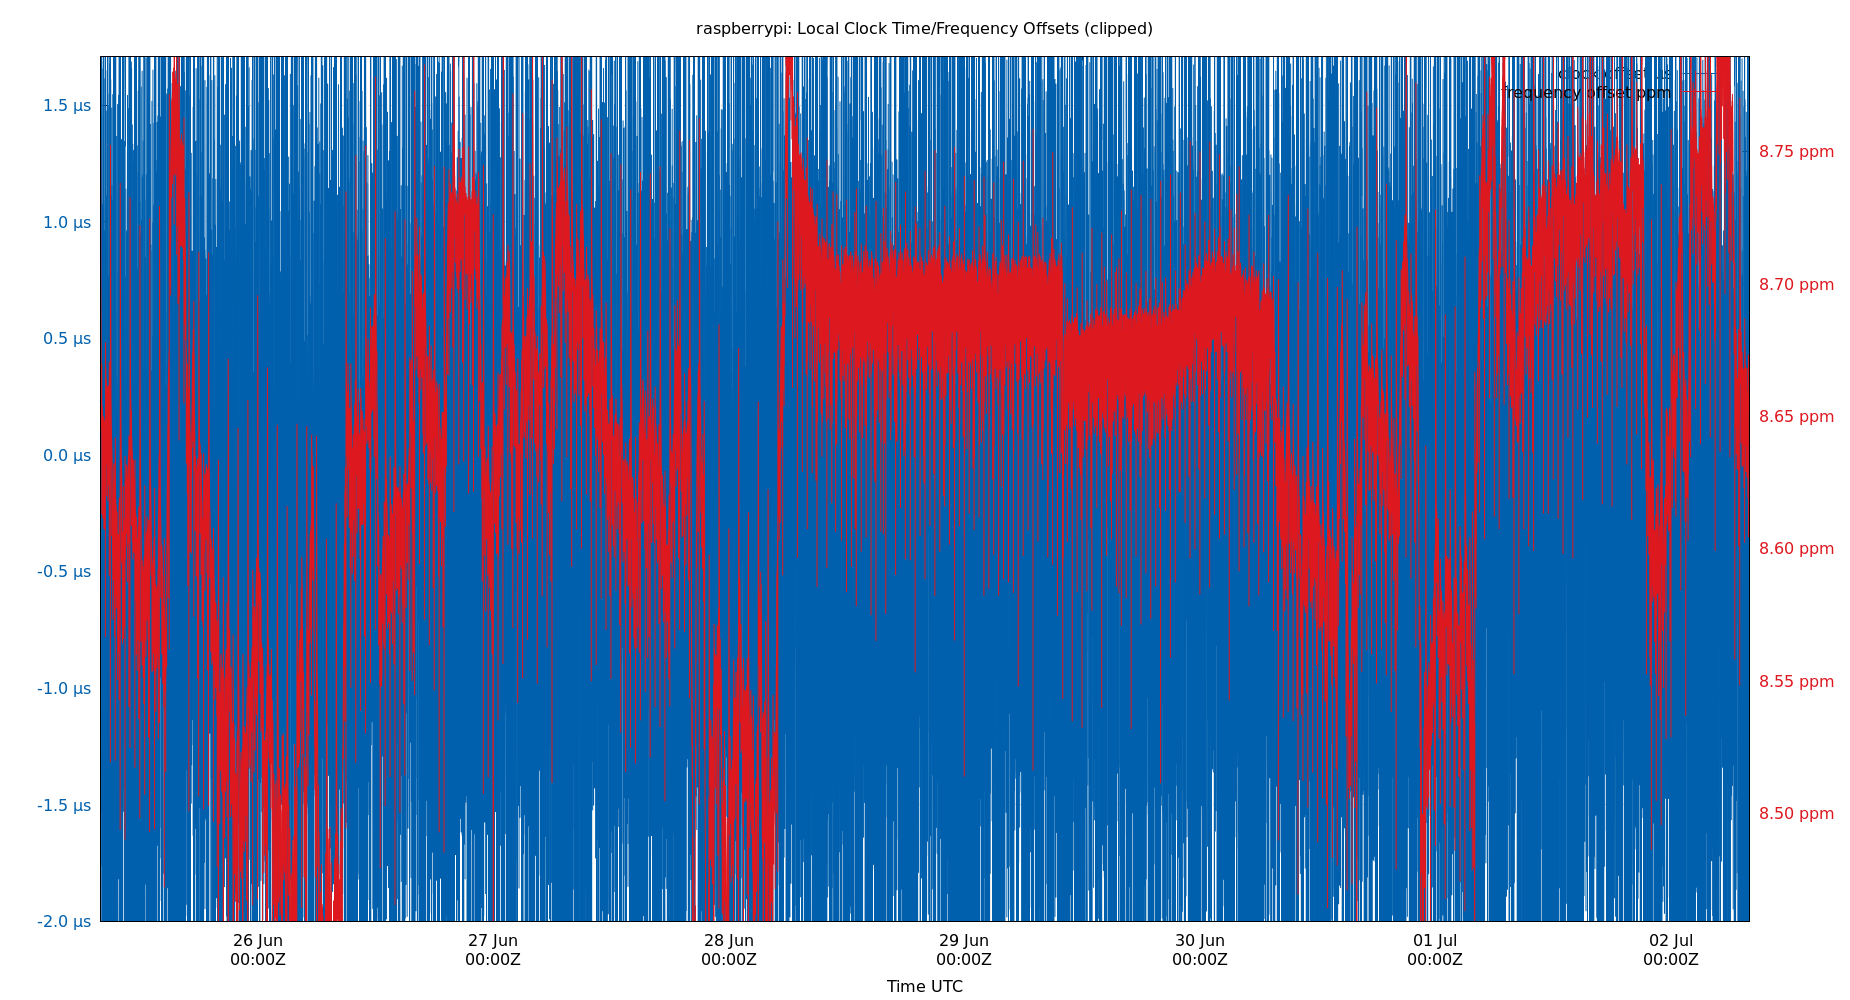 raspberrypi: Local Clock Time/Frequency Offsets (clipped)
clock offset µs
frequency offset ppm
1.5 µs
1.0 µs
0.5 µs
0.0 µs
-0.5 µs
-1.0 µs
-1.5 µs
-2.0 µs
8.75 ppm
8.70 ppm
8.65 ppm
8.60 ppm
8.55 ppm
8.50 ppm
26 Jun 27 Jun 28 Jun 29 Jun 30 Jun 01 Jul 02 Jul
00:00Z 00:00Z 00:00Z 00:00Z 00:00Z 00:00Z 00:00Z
Time UTC